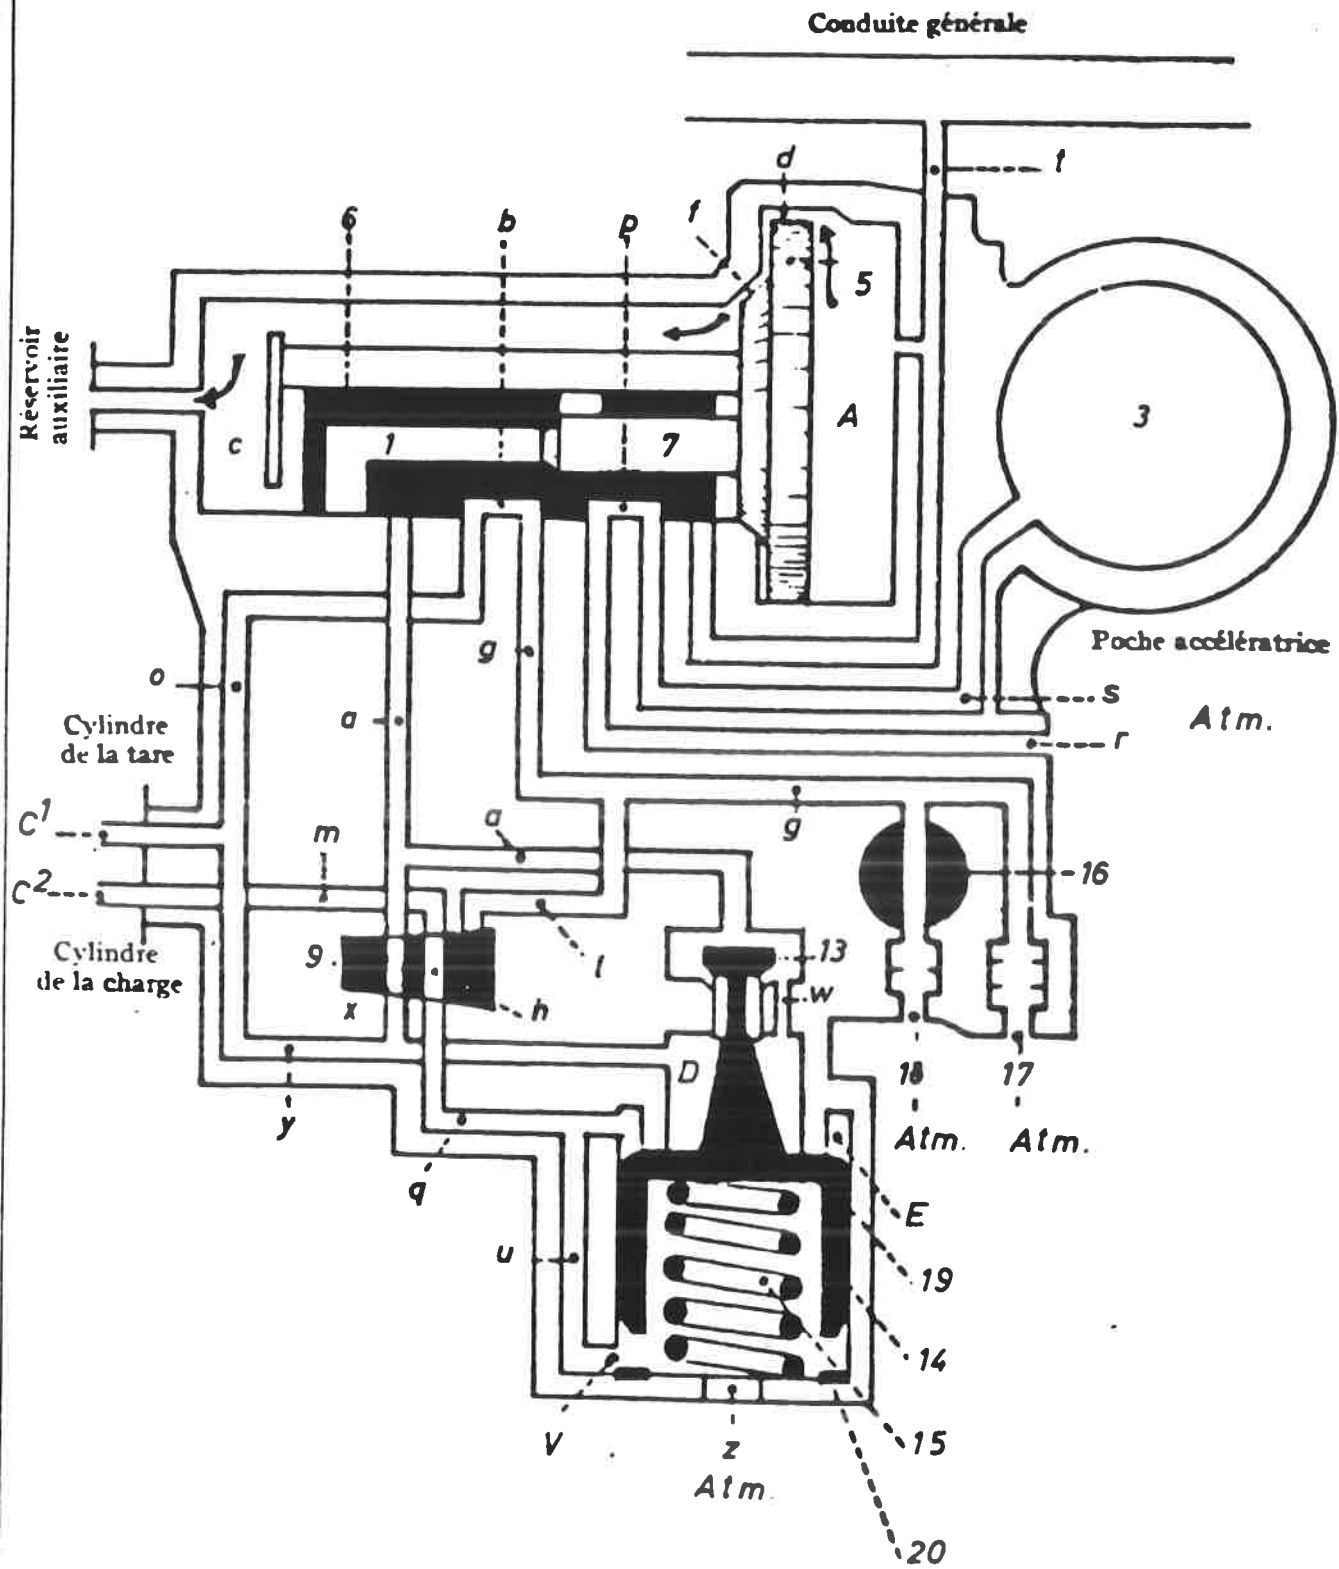 Conduite générale
d
t
f
6
b
p
5
Réservoir
auxiliaire
c
1
7
A
3
Poche accélératrice
g
o
s
Atm.
a
r
Cylindre
de la tare
C1
m
a
g
16
C2
Cylindre
de la charge
9
l
13
x
h
w
D
18
17
y
Atm.
Atm.
q
E
u
19
14
V
z
15
Atm
20